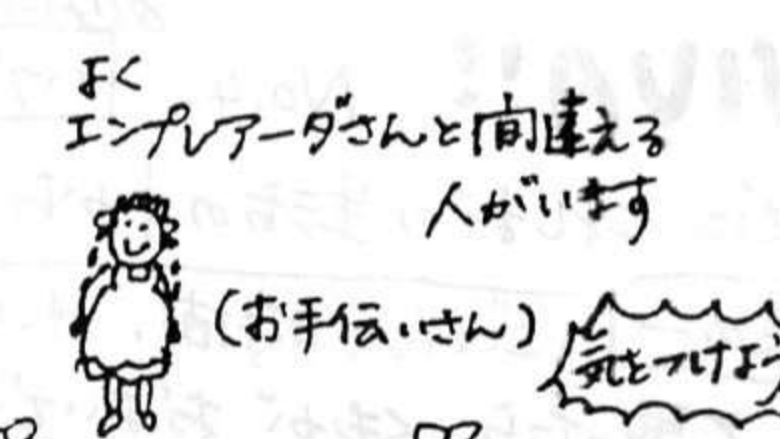 よく
エンプレアーダさんと間違える
人がいます
(お手伝いさん)
気をつけよう